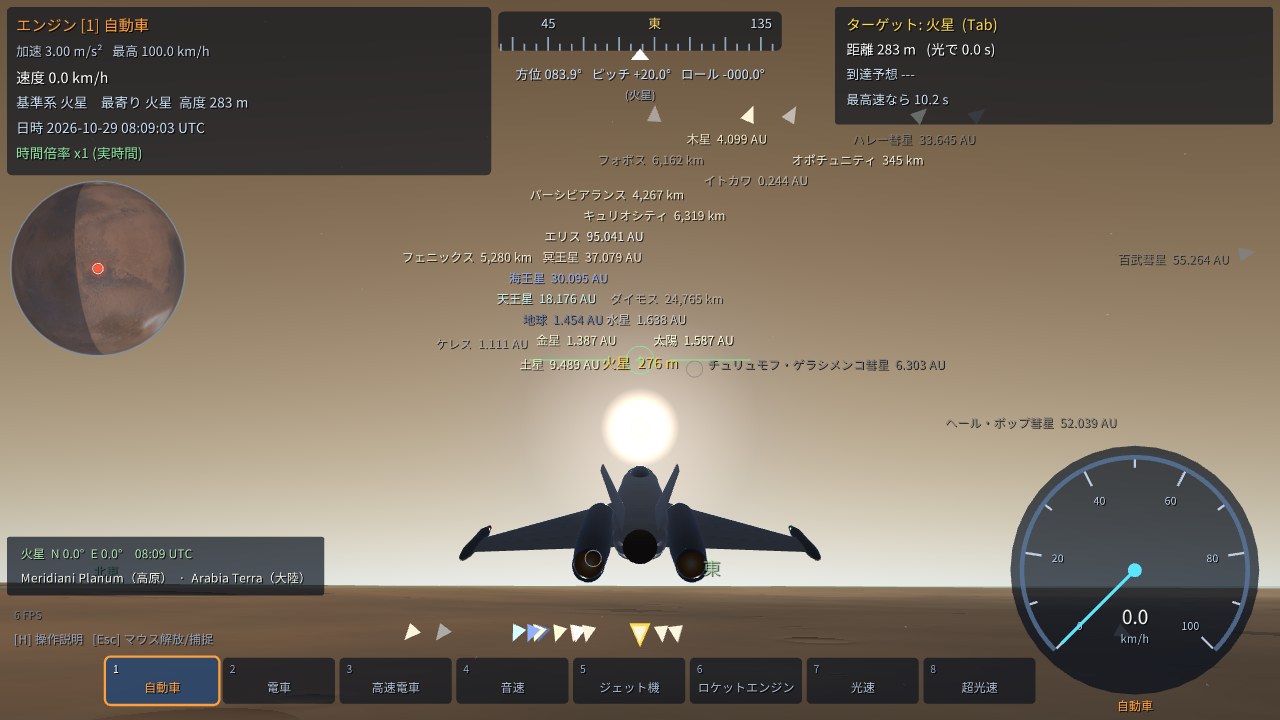 エンジン [1] 自動車
加速 3.00 m/s² 最高 100.0 km/h
速度 0.0 km/h
基準系 火星 最寄り 火星 高度 283 m
日時 2026-10-29 08:09:03 UTC
時間倍率 x1 (実時間)
45 東 135
方位 083.9° ピッチ +20.0° ロール -000.0°
(火星)
ターゲット: 火星 (Tab)
距離 283 m (光で 0.0 s)
到達予想 ---
最高速なら 10.2 s
木星 4.099 AU
ハレー彗星 33.645 AU
フォボス 6,162 km
オポチュニティ 345 km
イトカワ 0.244 AU
パーシビアランス 4,267 km
キュリオシティ 6,319 km
エリス 95.041 AU
フェニックス 5,280 km
冥王星 37.079 AU
百武彗星 55.264 AU
海王星 30.095 AU
天王星 18.176 AU
ダイモス 24,765 km
地球 1.454 AU
水星 1.638 AU
ケレス 1.111 AU
金星 1.387 AU
太陽 1.587 AU
土星 9.489 AU
火星 276 m
チュリュモフ・ゲラシメンコ彗星 6.303 AU
ヘール・ボップ彗星 52.039 AU
火星 N 0.0° E 0.0° 08:09 UTC
北東
Meridiani Planum（高原） · Arabia Terra（大陸）
東
6 FPS
[H] 操作説明 [Esc] マウス解放/捕捉
0 20 40 60 80 100
0.0
km/h
自動車
1 自動車
2 電車
3 高速電車
4 音速
5 ジェット機
6 ロケットエンジン
7 光速
8 超光速